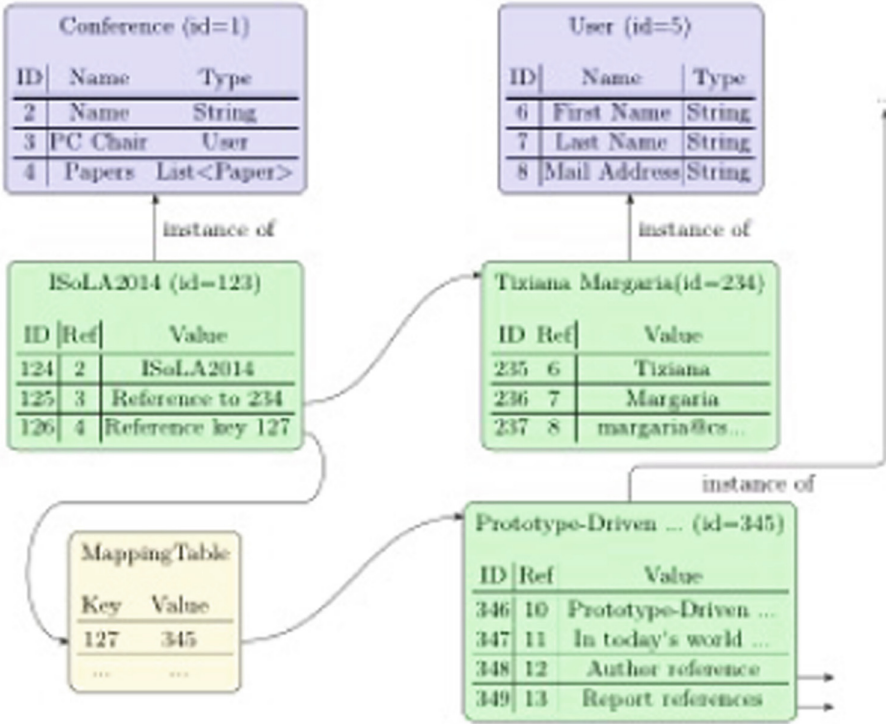 Conference (id=1)
ID Name Type
2 Name String
3 PC Chair User
4 Papers List<Paper>
User (id=5)
ID Name Type
6 First Name String
7 Last Name String
8 Mail Address String
instance of
instance of
ISoLA2014 (id=123)
ID Ref Value
124 2 ISoLA2014
125 3 Reference to 234
126 4 Reference key 127
Tiziana Margaria(id=234)
ID Ref Value
235 6 Tiziana
236 7 Margaria
237 8 margaria@cs...
...
instance of
MappingTable
Key Value
127 345
... ...
Prototype-Driven ... (id=345)
ID Ref Value
346 10 Prototype-Driven ...
347 11 In today's world ...
348 12 Author reference
349 13 Report references